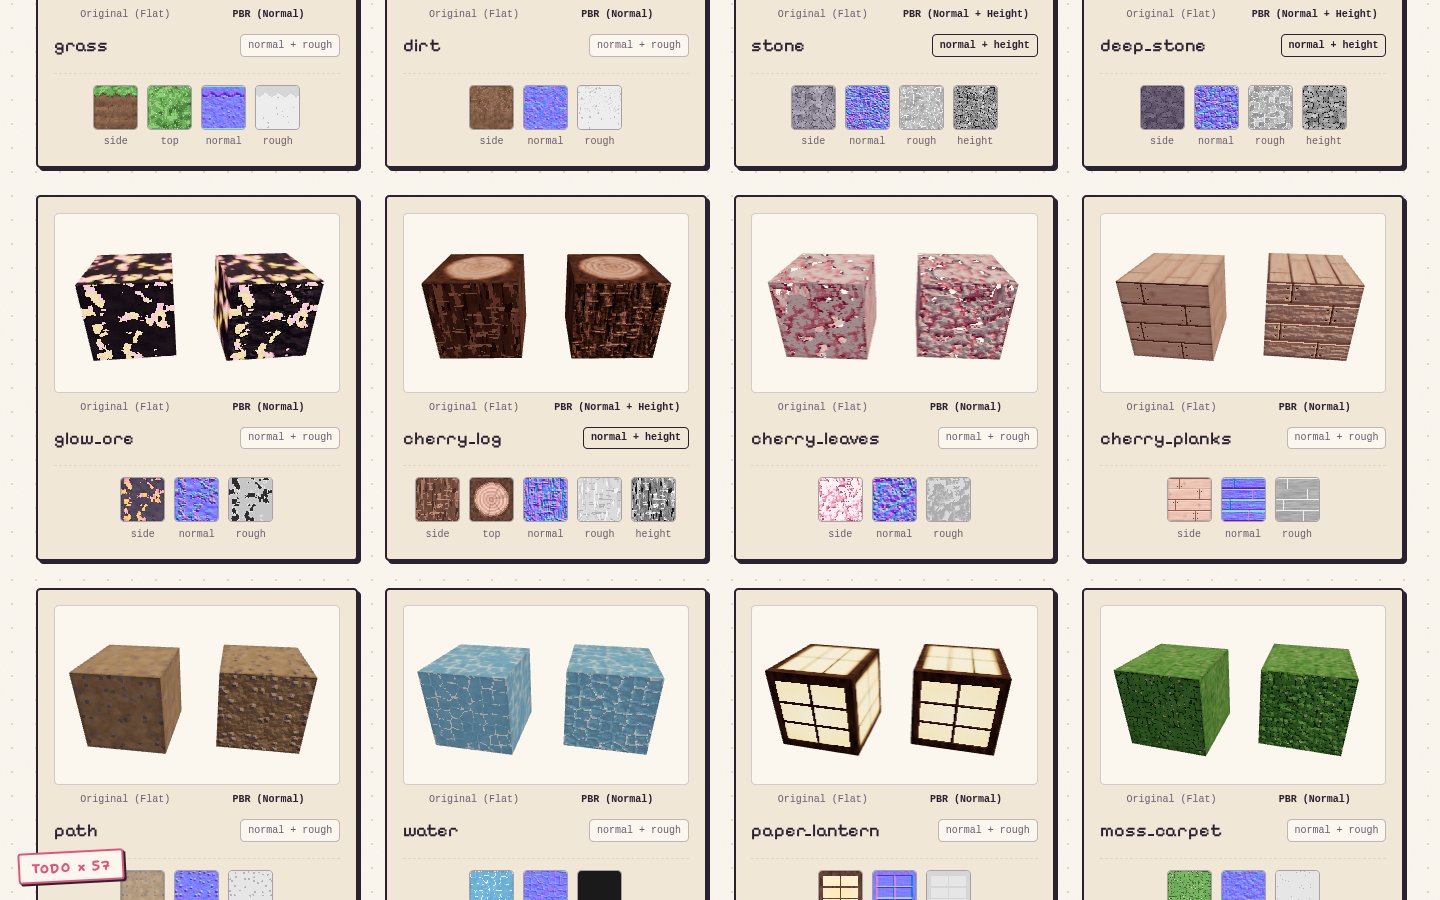 Original (Flat) PBR (Normal) Original (Flat) PBR (Normal) Original (Flat) PBR (Normal + Height) Original (Flat) PBR (Normal + Height)
grass normal + rough dirt normal + rough stone normal + height deep_stone normal + height
side top normal rough side normal rough side normal rough height side normal rough height
Original (Flat) PBR (Normal) Original (Flat) PBR (Normal + Height) Original (Flat) PBR (Normal) Original (Flat) PBR (Normal)
glow_ore normal + rough cherry_log normal + height cherry_leaves normal + rough cherry_planks normal + rough
side normal rough side top normal rough height side normal rough side normal rough
Original (Flat) PBR (Normal) Original (Flat) PBR (Normal) Original (Flat) PBR (Normal) Original (Flat) PBR (Normal)
path normal + rough water normal + rough paper_lantern normal + rough moss_carpet normal + rough
TODO x 57